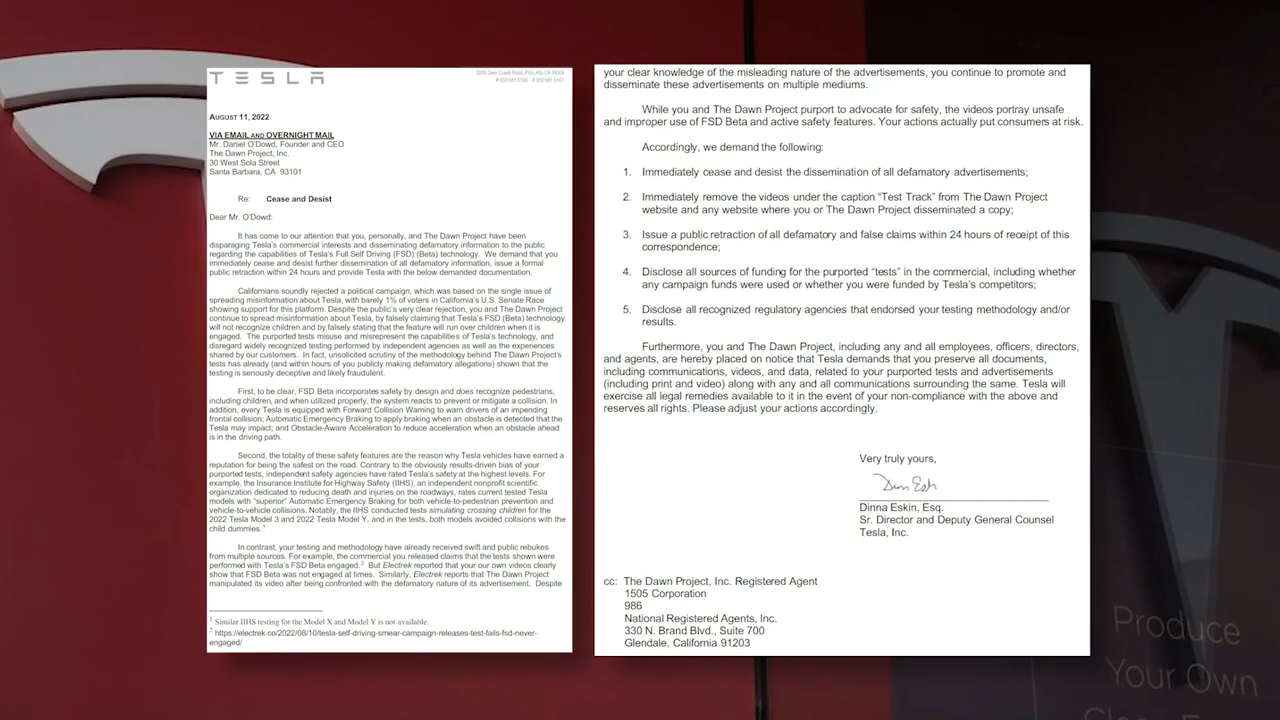 TESLA
3500 Deer Creek Road, Palo Alto, CA 94304
P 650 681 5100 F 650 681 5101
AUGUST 11, 2022
VIA EMAIL AND OVERNIGHT MAIL
Mr. Daniel O'Dowd, Founder and CEO
The Dawn Project, Inc.
30 West Sola Street
Santa Barbara, CA 93101
Re: Cease and Desist
Dear Mr. O'Dowd:
It has come to our attention that you, personally, and The Dawn Project have been
disparaging Tesla's commercial interests and disseminating defamatory information to the public
regarding the capabilities of Tesla's Full Self Driving (FSD) (Beta) technology. We demand that you
immediately cease and desist further dissemination of all defamatory information, issue a formal
public retraction within 24 hours and provide Tesla with the below demanded documentation.
Californians soundly rejected a political campaign, which was based on the single issue of
spreading misinformation about Tesla, with barely 1% of voters in California's U.S. Senate Race
showing support for this platform. Despite the public's very clear rejection, you and The Dawn Project
continue to spread misinformation about Tesla, by falsely claiming that Tesla's FSD (Beta) technology
will not recognize children and by falsely stating that the feature will run over children when it is
engaged. The purported tests misuse and misrepresent the capabilities of Tesla's technology, and
disregard widely recognized testing performed by independent agencies as well as the experiences
shared by our customers. In fact, unsolicited scrutiny of the methodology behind The Dawn Project's
tests has already (and within hours of you publicly making defamatory allegations) shown that the
testing is seriously deceptive and likely fraudulent.
First, to be clear, FSD Beta incorporates safety by design and does recognize pedestrians,
including children, and when utilized properly, the system reacts to prevent or mitigate a collision. In
addition, every Tesla is equipped with Forward Collision Warning to warn drivers of an impending
frontal collision; Automatic Emergency Braking to apply braking when an obstacle is detected that the
Tesla may impact; and Obstacle-Aware Acceleration to reduce acceleration when an obstacle ahead
is in the driving path.
Second, the totality of these safety features are the reason why Tesla vehicles have earned a
reputation for being the safest on the road. Contrary to the obviously results-driven bias of your
purported tests, independent safety agencies have rated Tesla's safety at the highest levels. For
example, the Insurance Institute for Highway Safety (IIHS), an independent nonprofit scientific
organization dedicated to reducing death and injuries on the roadways, rates current tested Tesla
models with "superior" Automatic Emergency Braking for both vehicle-to-pedestrian prevention and
vehicle-to-vehicle collisions. Notably, the IIHS conducted tests simulating crossing children for the
2022 Tesla Model 3 and 2022 Tesla Model Y, and in the tests, both models avoided collisions with the
child dummies.1
In contrast, your testing and methodology have already received swift and public rebukes
from multiple sources. For example, the commercial you released claims that the tests shown were
performed with Tesla's FSD Beta engaged.2 But Electrek reported that your own videos clearly
show that FSD Beta was not engaged at times. Similarly, Electrek reports that The Dawn Project
manipulated its video after being confronted with the defamatory nature of its advertisement. Despite
1 Similar IIHS testing for the Model X and Model Y is not available.
2 https://electrek.co/2022/08/10/tesla-self-driving-smear-campaign-releases-test-fails-fsd-never-
engaged/
your clear knowledge of the misleading nature of the advertisements, you continue to promote and
disseminate these advertisements on multiple mediums.
While you and The Dawn Project purport to advocate for safety, the videos portray unsafe
and improper use of FSD Beta and active safety features. Your actions actually put consumers at risk.
Accordingly, we demand the following:
1. Immediately cease and desist the dissemination of all defamatory advertisements;
2. Immediately remove the videos under the caption "Test Track" from The Dawn Project
website and any website where you or The Dawn Project disseminated a copy;
3. Issue a public retraction of all defamatory and false claims within 24 hours of receipt of this
correspondence;
4. Disclose all sources of funding for the purported "tests" in the commercial, including whether
any campaign funds were used or whether you were funded by Tesla's competitors;
5. Disclose all recognized regulatory agencies that endorsed your testing methodology and/or
results.
Furthermore, you and The Dawn Project, including any and all employees, officers, directors,
and agents, are hereby placed on notice that Tesla demands that you preserve all documents,
including communications, videos, and data, related to your purported tests and advertisements
(including print and video) along with any and all communications surrounding the same. Tesla will
exercise all legal remedies available to it in the event of your non-compliance with the above and
reserves all rights. Please adjust your actions accordingly.
Very truly yours,
Dinna Eskin, Esq.
Sr. Director and Deputy General Counsel
Tesla, Inc.
cc: The Dawn Project, Inc. Registered Agent
1505 Corporation
986
National Registered Agents, Inc.
330 N. Brand Blvd., Suite 700
Glendale, California 91203
Produce
Your Own